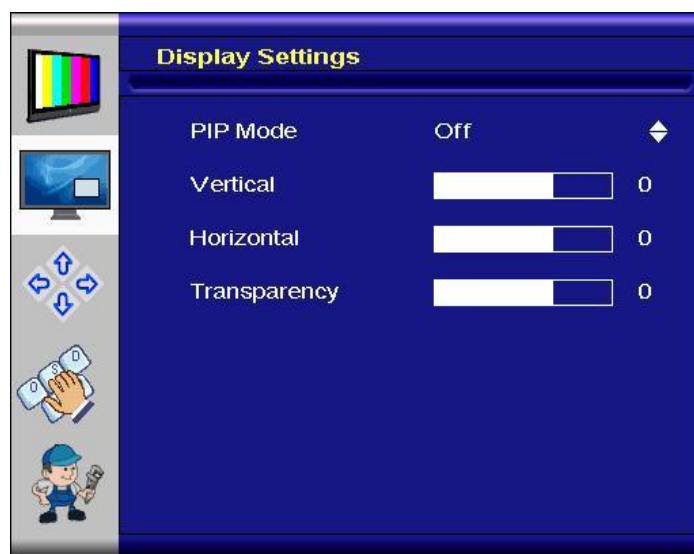 Display Settings
PIP Mode Off
Vertical 0
Horizontal 0
Transparency 0
O S D